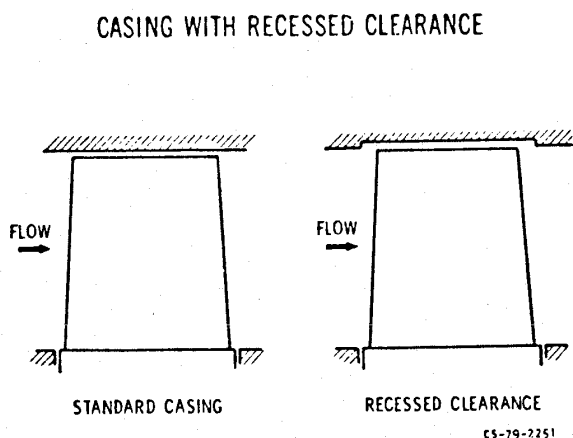 CASING WITH RECESSED CLEARANCE
FLOW
FLOW
STANDARD CASING
RECESSED CLEARANCE
CS-79-2251